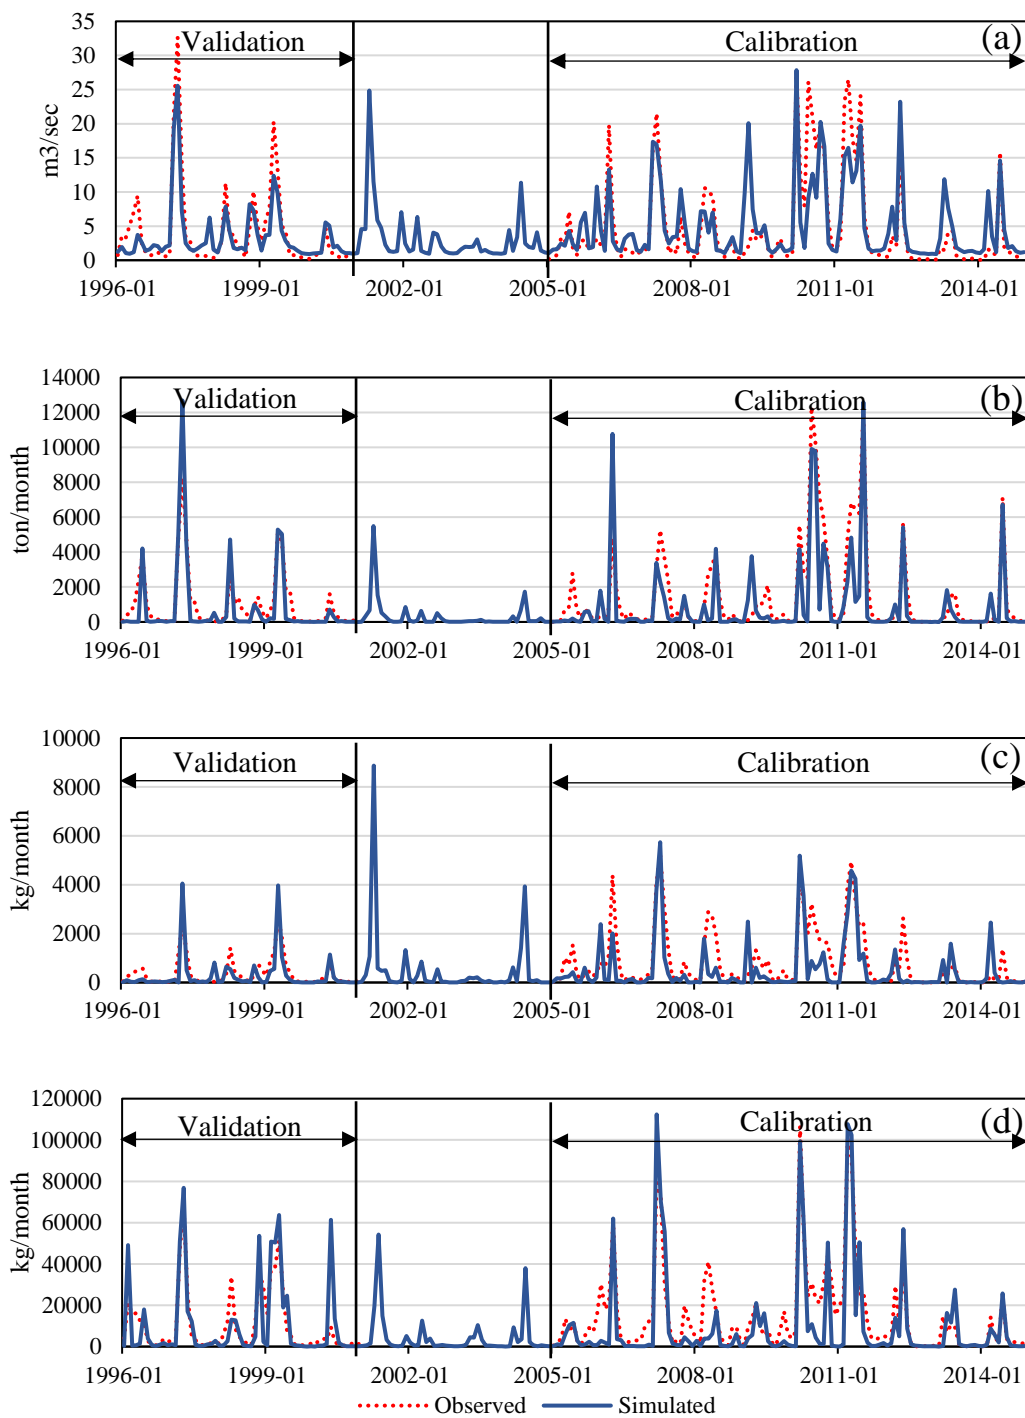 35
30
25
20
15
10
5
0
m3/sec
Validation
Calibration
(a)
1996-01 1999-01 2002-01 2005-01 2008-01 2011-01 2014-01
14000
12000
10000
8000
6000
4000
2000
0
ton/month
Validation
Calibration
(b)
1996-01 1999-01 2002-01 2005-01 2008-01 2011-01 2014-01
10000
8000
6000
4000
2000
0
kg/month
Validation
Calibration
(c)
1996-01 1999-01 2002-01 2005-01 2008-01 2011-01 2014-01
120000
100000
80000
60000
40000
20000
0
kg/month
Validation
Calibration
(d)
1996-01 1999-01 2002-01 2005-01 2008-01 2011-01 2014-01
Observed Simulated